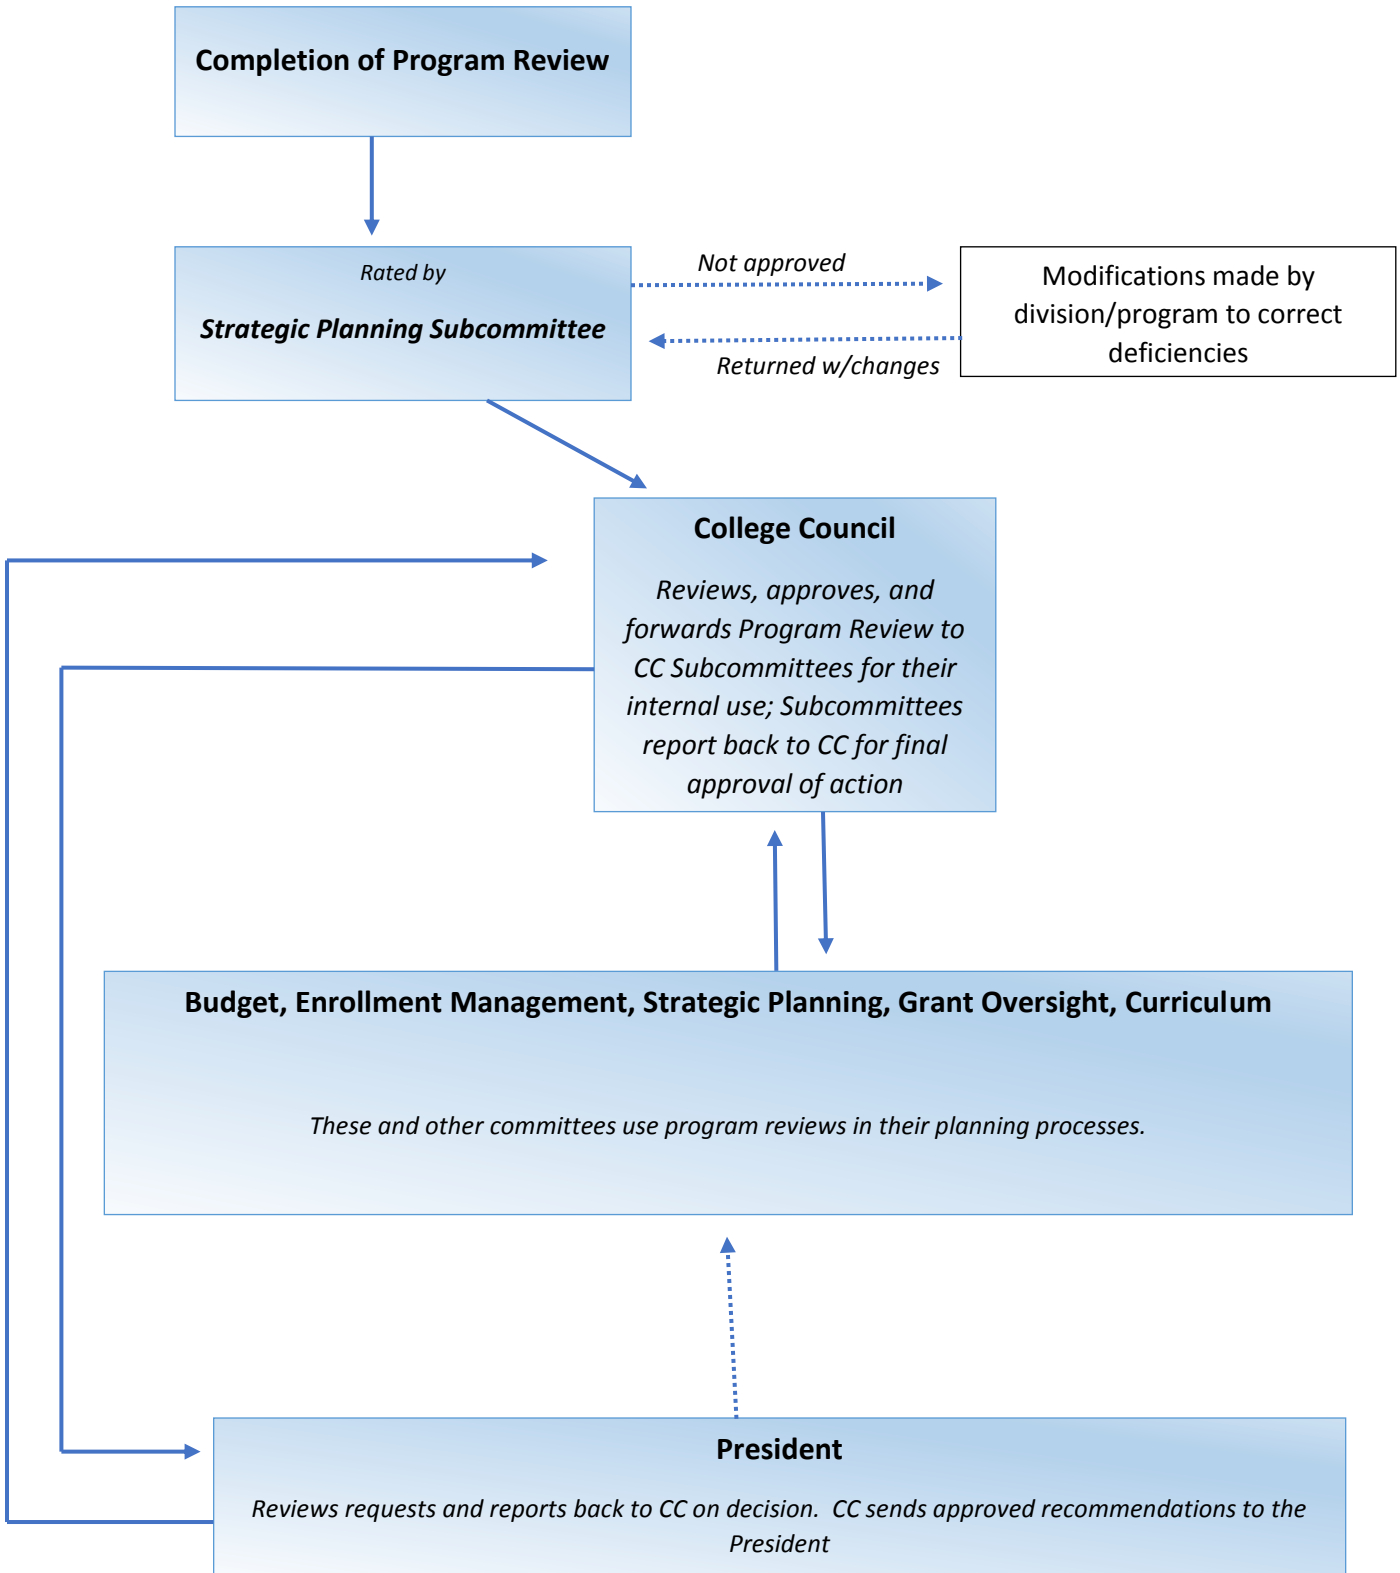 Completion of Program Review
Rated by
Strategic Planning Subcommittee
Not approved
Returned w/changes
Modifications made by
division/program to correct
deficiencies
College Council
Reviews, approves, and
forwards Program Review to
CC Subcommittees for their
internal use; Subcommittees
report back to CC for final
approval of action
Budget, Enrollment Management, Strategic Planning, Grant Oversight, Curriculum
These and other committees use program reviews in their planning processes.
President
Reviews requests and reports back to CC on decision.  CC sends approved recommendations to the
President